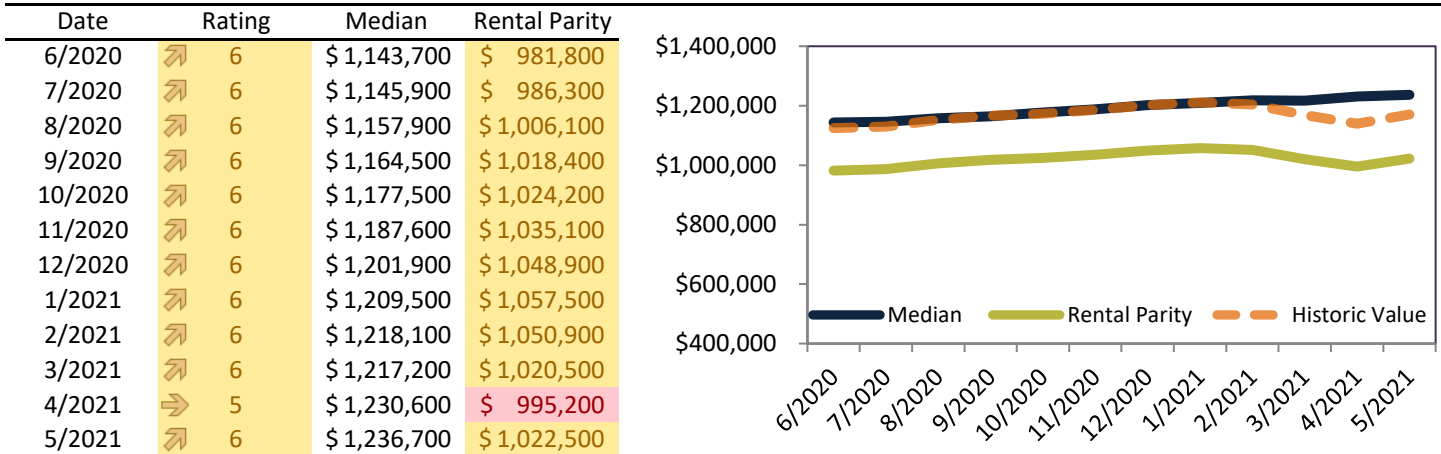 Date Rating Median Rental Parity
6/2020 6 $ 1,143,700 $ 981,800
7/2020 6 $ 1,145,900 $ 986,300
8/2020 6 $ 1,157,900 $ 1,006,100
9/2020 6 $ 1,164,500 $ 1,018,400
10/2020 6 $ 1,177,500 $ 1,024,200
11/2020 6 $ 1,187,600 $ 1,035,100
12/2020 6 $ 1,201,900 $ 1,048,900
1/2021 6 $ 1,209,500 $ 1,057,500
2/2021 6 $ 1,218,100 $ 1,050,900
3/2021 6 $ 1,217,200 $ 1,020,500
4/2021 5 $ 1,230,600 $ 995,200
5/2021 6 $ 1,236,700 $ 1,022,500
$1,400,000
$1,200,000
$1,000,000
$800,000
$600,000
$400,000
Median Rental Parity Historic Value
6/2020 7/2020 8/2020 9/2020 10/2020 11/2020 12/2020 1/2021 2/2021 3/2021 4/2021 5/2021